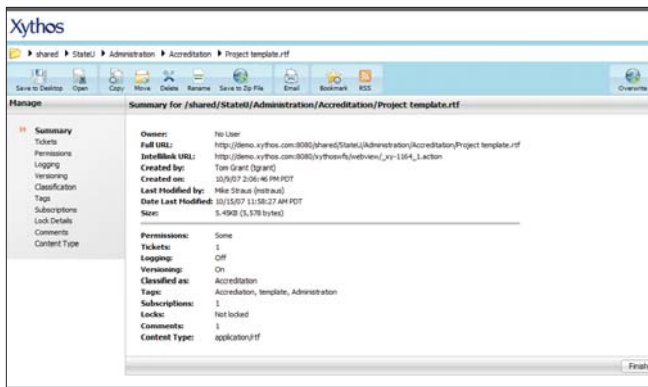 Xythos
shared StateU Administration Accreditation Project template.rtf
Save to Desktop Open Copy Move Delete Rename Save to Zip File Email Bookmark RSS Overwrite
Manage
Summary for /shared/StateU/Administration/Accreditation/Project template.rtf
Summary
Tickets
Permissions
Logging
Versioning
Classification
Tags
Subscriptions
Lock Details
Comments
Content Type
Owner: No User
Full URL: http://demo.xythos.com:8080/shared/StateU/Administration/Accreditation/Project template.rtf
Intellilink URL: http://demo.xythos.com:8080/xythoswfs/webview/_xy-1164_1.action
Created by: Tom Grant (tgrant)
Created on: 10/9/07 2:06:46 PM PDT
Last Modified by: Mike Straus (mstraus)
Date Last Modified: 10/15/07 11:58:27 AM PDT
Size: 5.45KB (5,578 bytes)
Permissions: Some
Tickets: 1
Logging: Off
Versioning: On
Classified as: Accreditation
Tags: Accrediation, template, Administration
Subscriptions: 1
Locks: Not locked
Comments: 1
Content Type: application/rtf
Finish